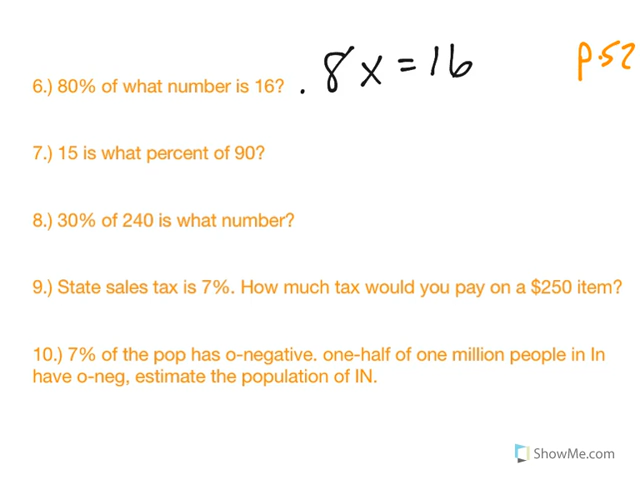 6.) 80% of what number is 16? .8x = 16
p.52
7.) 15 is what percent of 90?
8.) 30% of 240 is what number?
9.) State sales tax is 7%. How much tax would you pay on a $250 item?
10.) 7% of the pop has o-negative. one-half of one million people in In
have o-neg, estimate the population of IN.
ShowMe.com